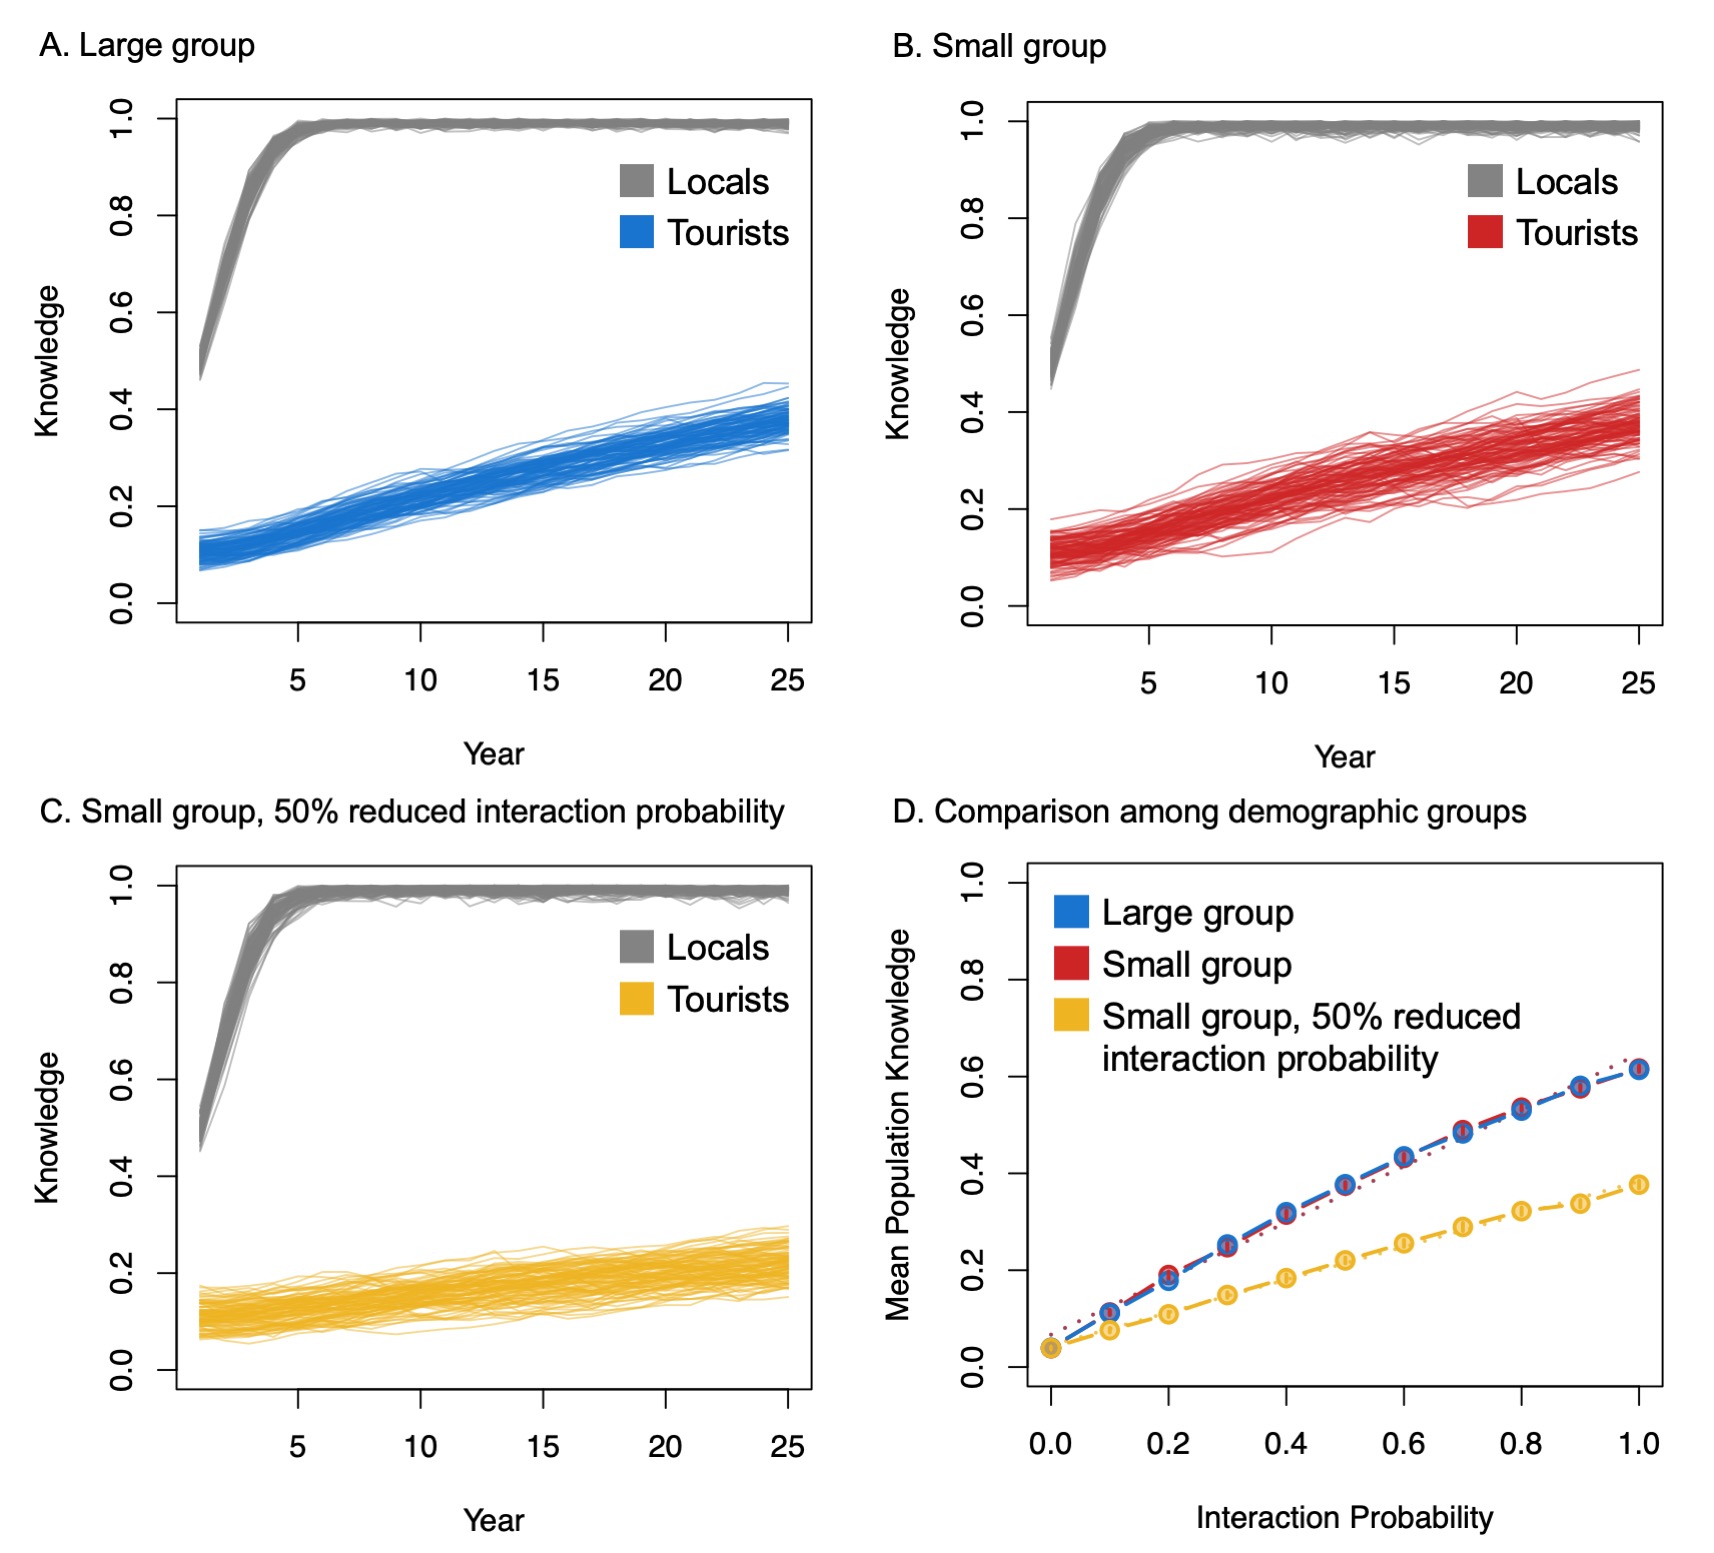 A. Large group
Knowledge
1.0
0.8
0.6
0.4
0.2
0.0
Locals
Tourists
5 10 15 20 25
Year
B. Small group
Knowledge
1.0
0.8
0.6
0.4
0.2
0.0
Locals
Tourists
5 10 15 20 25
Year
C. Small group, 50% reduced interaction probability
Knowledge
1.0
0.8
0.6
0.4
0.2
0.0
Locals
Tourists
5 10 15 20 25
Year
D. Comparison among demographic groups
Mean Population Knowledge
1.0
0.8
0.6
0.4
0.2
0.0
Large group
Small group
Small group, 50% reduced
interaction probability
0.0 0.2 0.4 0.6 0.8 1.0
Interaction Probability